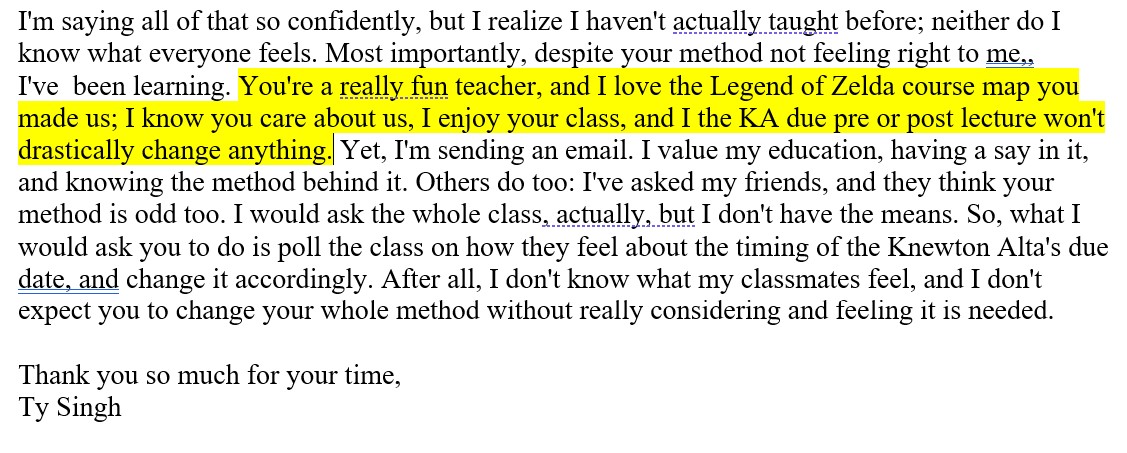 I'm saying all of that so confidently, but I realize I haven't actually taught before; neither do I
know what everyone feels. Most importantly, despite your method not feeling right to me,,
I've  been learning. You're a really fun teacher, and I love the Legend of Zelda course map you
made us; I know you care about us, I enjoy your class, and I the KA due pre or post lecture won't
drastically change anything. Yet, I'm sending an email. I value my education, having a say in it,
and knowing the method behind it. Others do too: I've asked my friends, and they think your
method is odd too. I would ask the whole class, actually, but I don't have the means. So, what I
would ask you to do is poll the class on how they feel about the timing of the Knewton Alta's due
date, and change it accordingly. After all, I don't know what my classmates feel, and I don't
expect you to change your whole method without really considering and feeling it is needed.
Thank you so much for your time,
Ty Singh